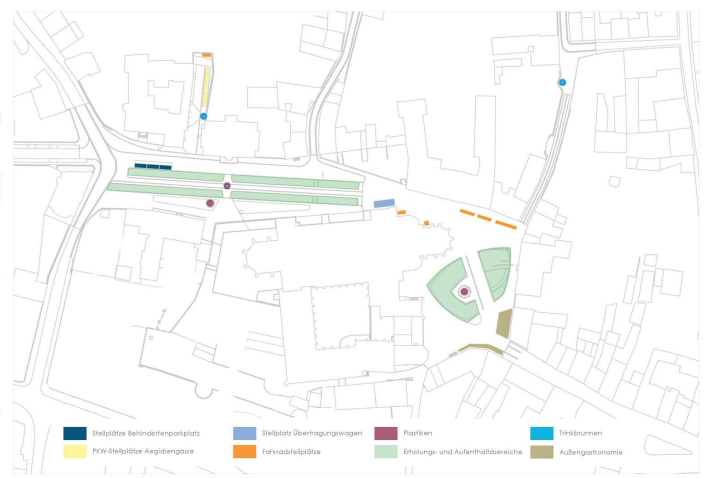 Stellplätze Behindertenparkplatz
Stellplatz Übertragungswagen
Plastiken
Trinkbrunnen
PKW-Stellplätze Aegidiengasse
Fahrradstellplätze
Erholungs- und Aufenthaltsbereiche
Außengastronomie